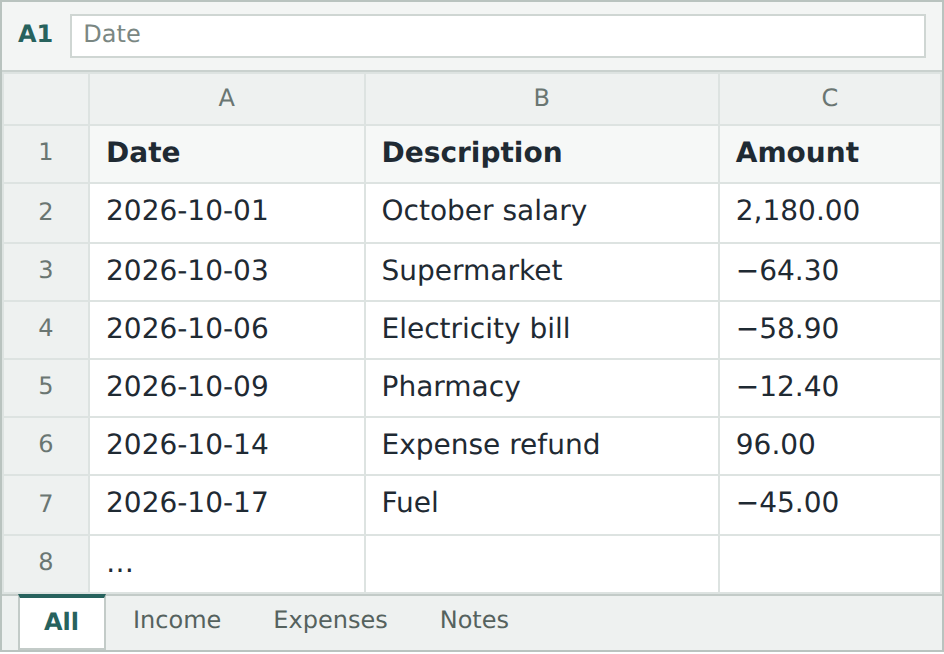 A1 Date
A B C
1 Date Description Amount
2 2026-10-01 October salary 2,180.00
3 2026-10-03 Supermarket −64.30
4 2026-10-06 Electricity bill −58.90
5 2026-10-09 Pharmacy −12.40
6 2026-10-14 Expense refund 96.00
7 2026-10-17 Fuel −45.00
8 ...
All Income Expenses Notes